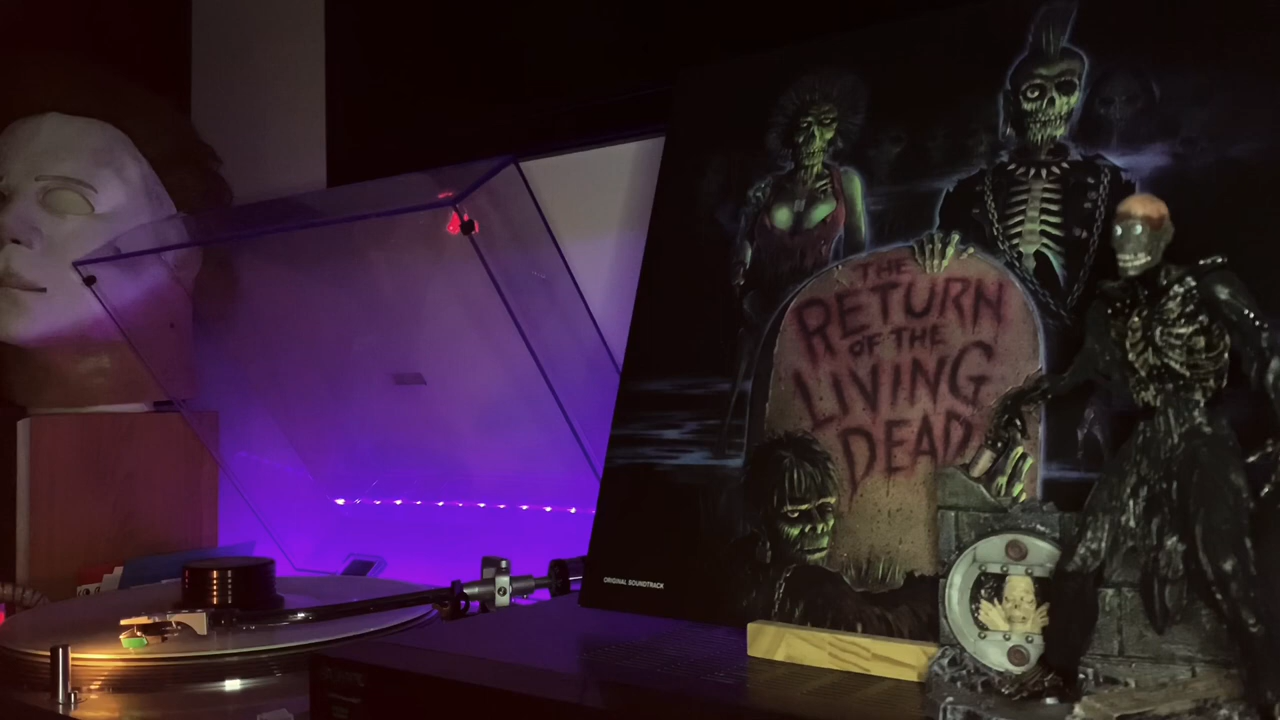 THE
RETURN
OF THE
LIVING
DEAD
ORIGINAL SOUNDTRACK